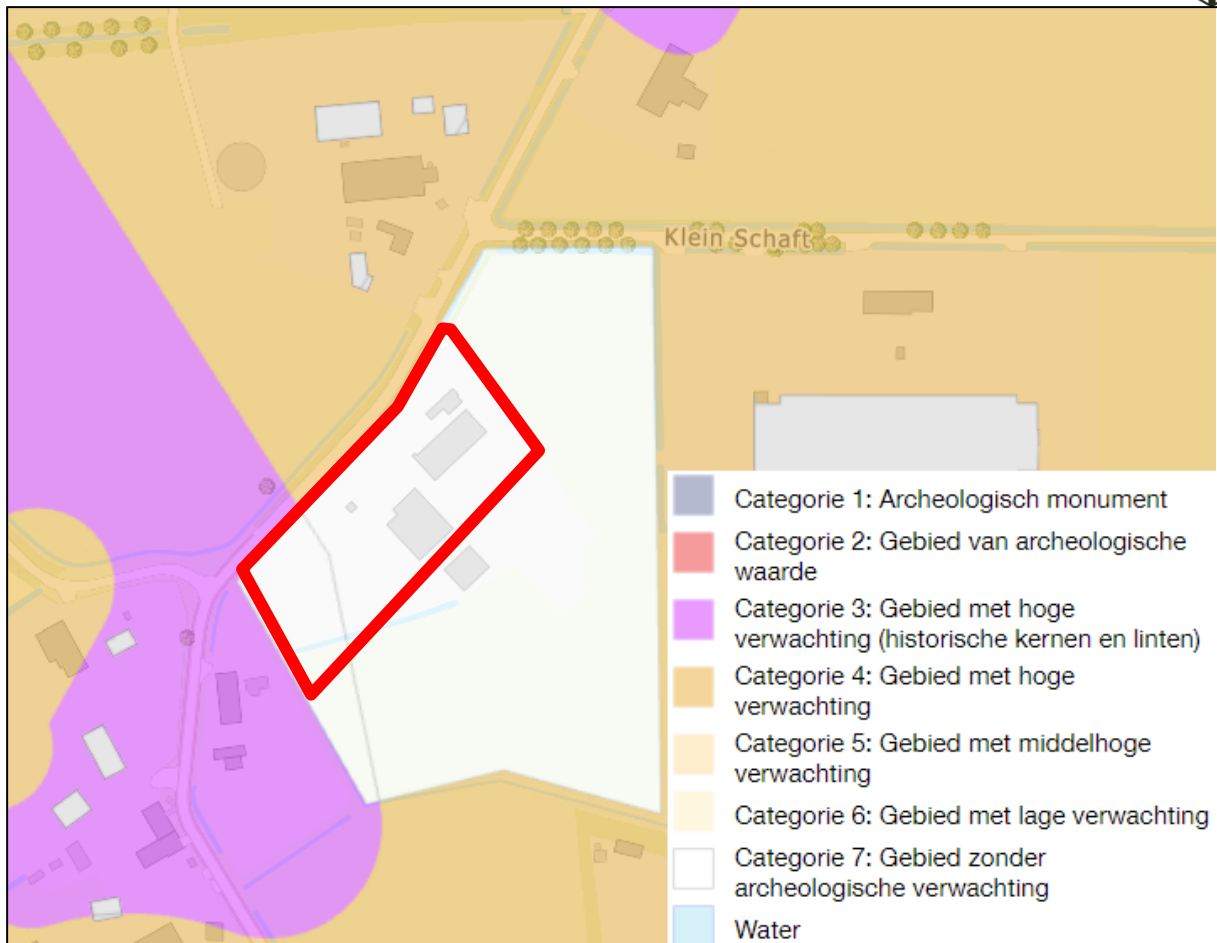 Klein Schaft
Categorie 1: Archeologisch monument
Categorie 2: Gebied van archeologische
waarde
Categorie 3: Gebied met hoge
verwachting (historische kernen en linten)
Categorie 4: Gebied met hoge
verwachting
Categorie 5: Gebied met middelhoge
verwachting
Categorie 6: Gebied met lage verwachting
Categorie 7: Gebied zonder
archeologische verwachting
Water